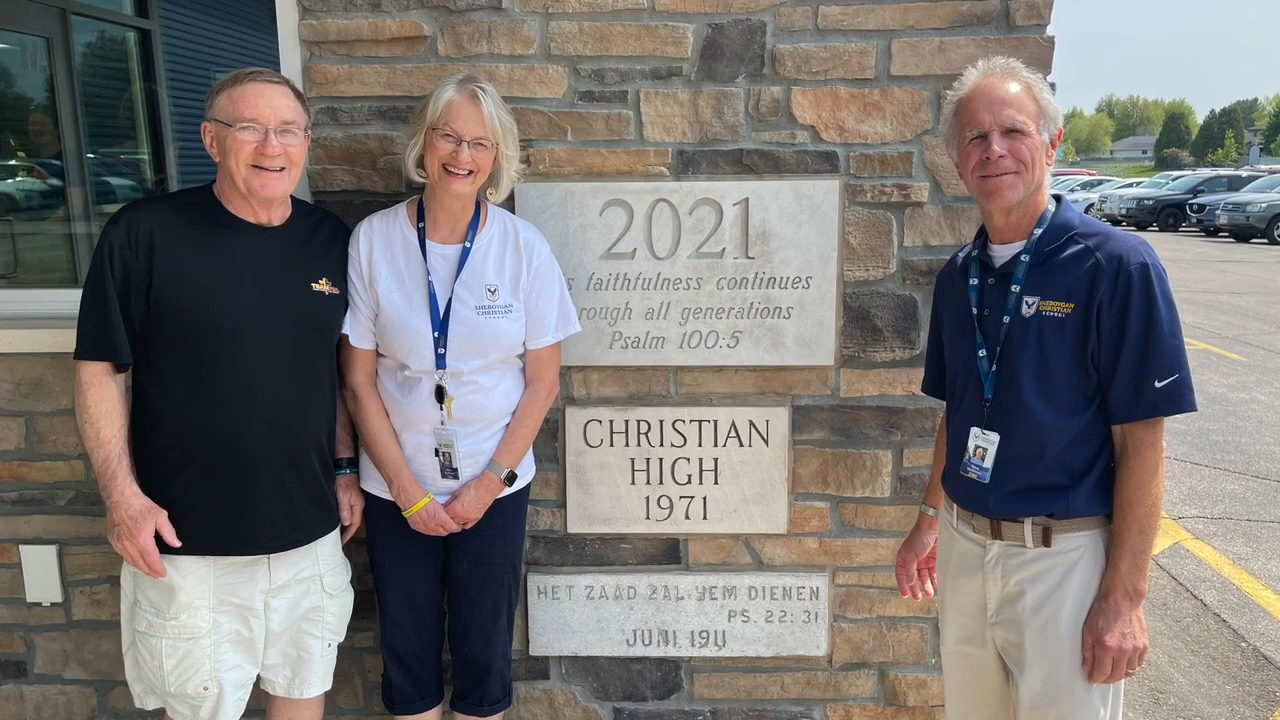 2021
s faithfulness continues
rough all generations
Psalm 100:5
CHRISTIAN
HIGH
1971
HET ZAAD ZAL HEM DIENEN
PS. 22:31
JUNI 1911
SHEBOYGAN
CHRISTIAN
SCHOOL
SHEBOYGAN
CHRISTIAN
SCHOOL